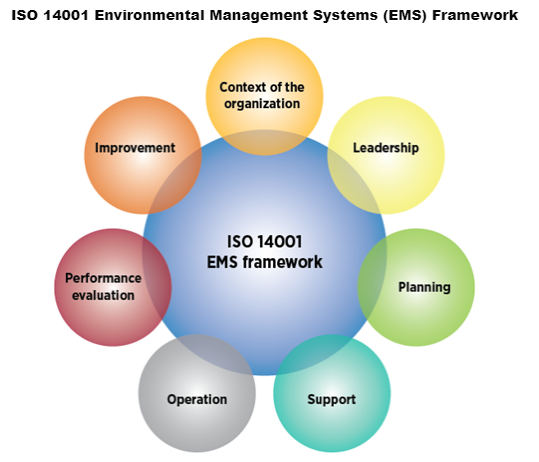 ISO 14001 Environmental Management Systems (EMS) Framework
Context of the
organization
Improvement
Leadership
ISO 14001
EMS framework
Performance
evaluation
Planning
Operation
Support